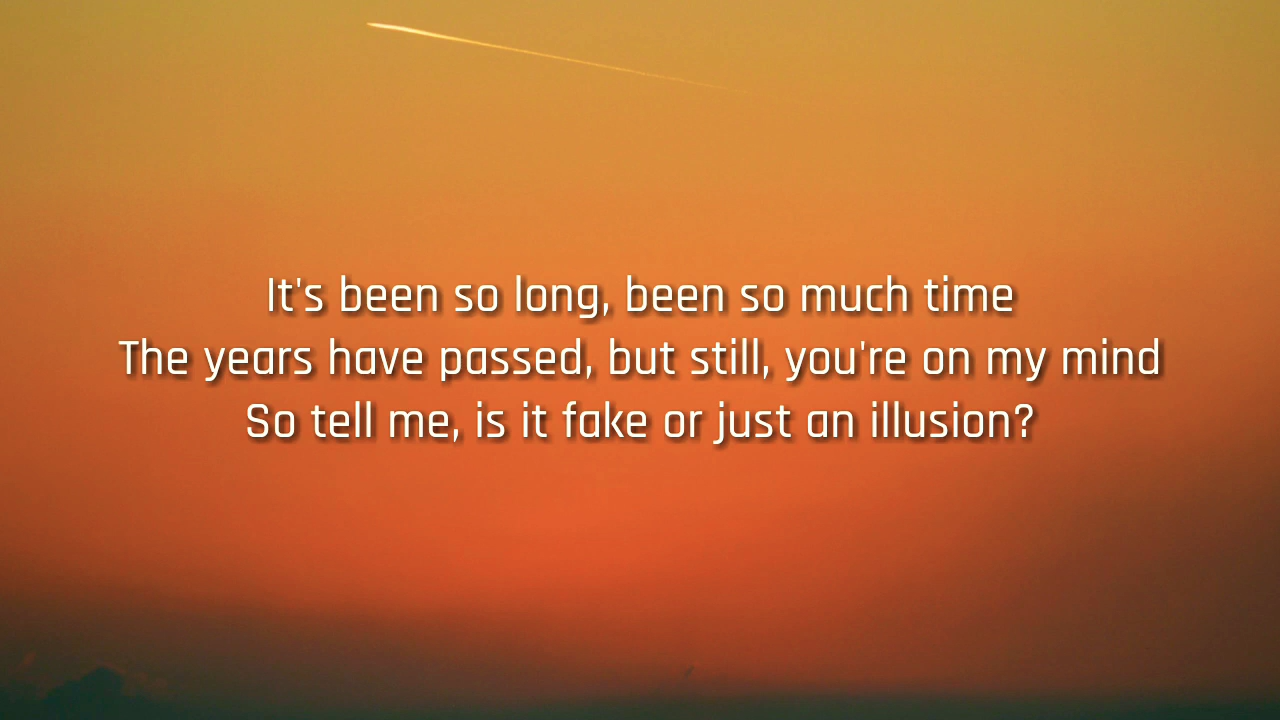 It's been so long, been so much time
The years have passed, but still, you're on my mind
So tell me, is it fake or just an illusion?